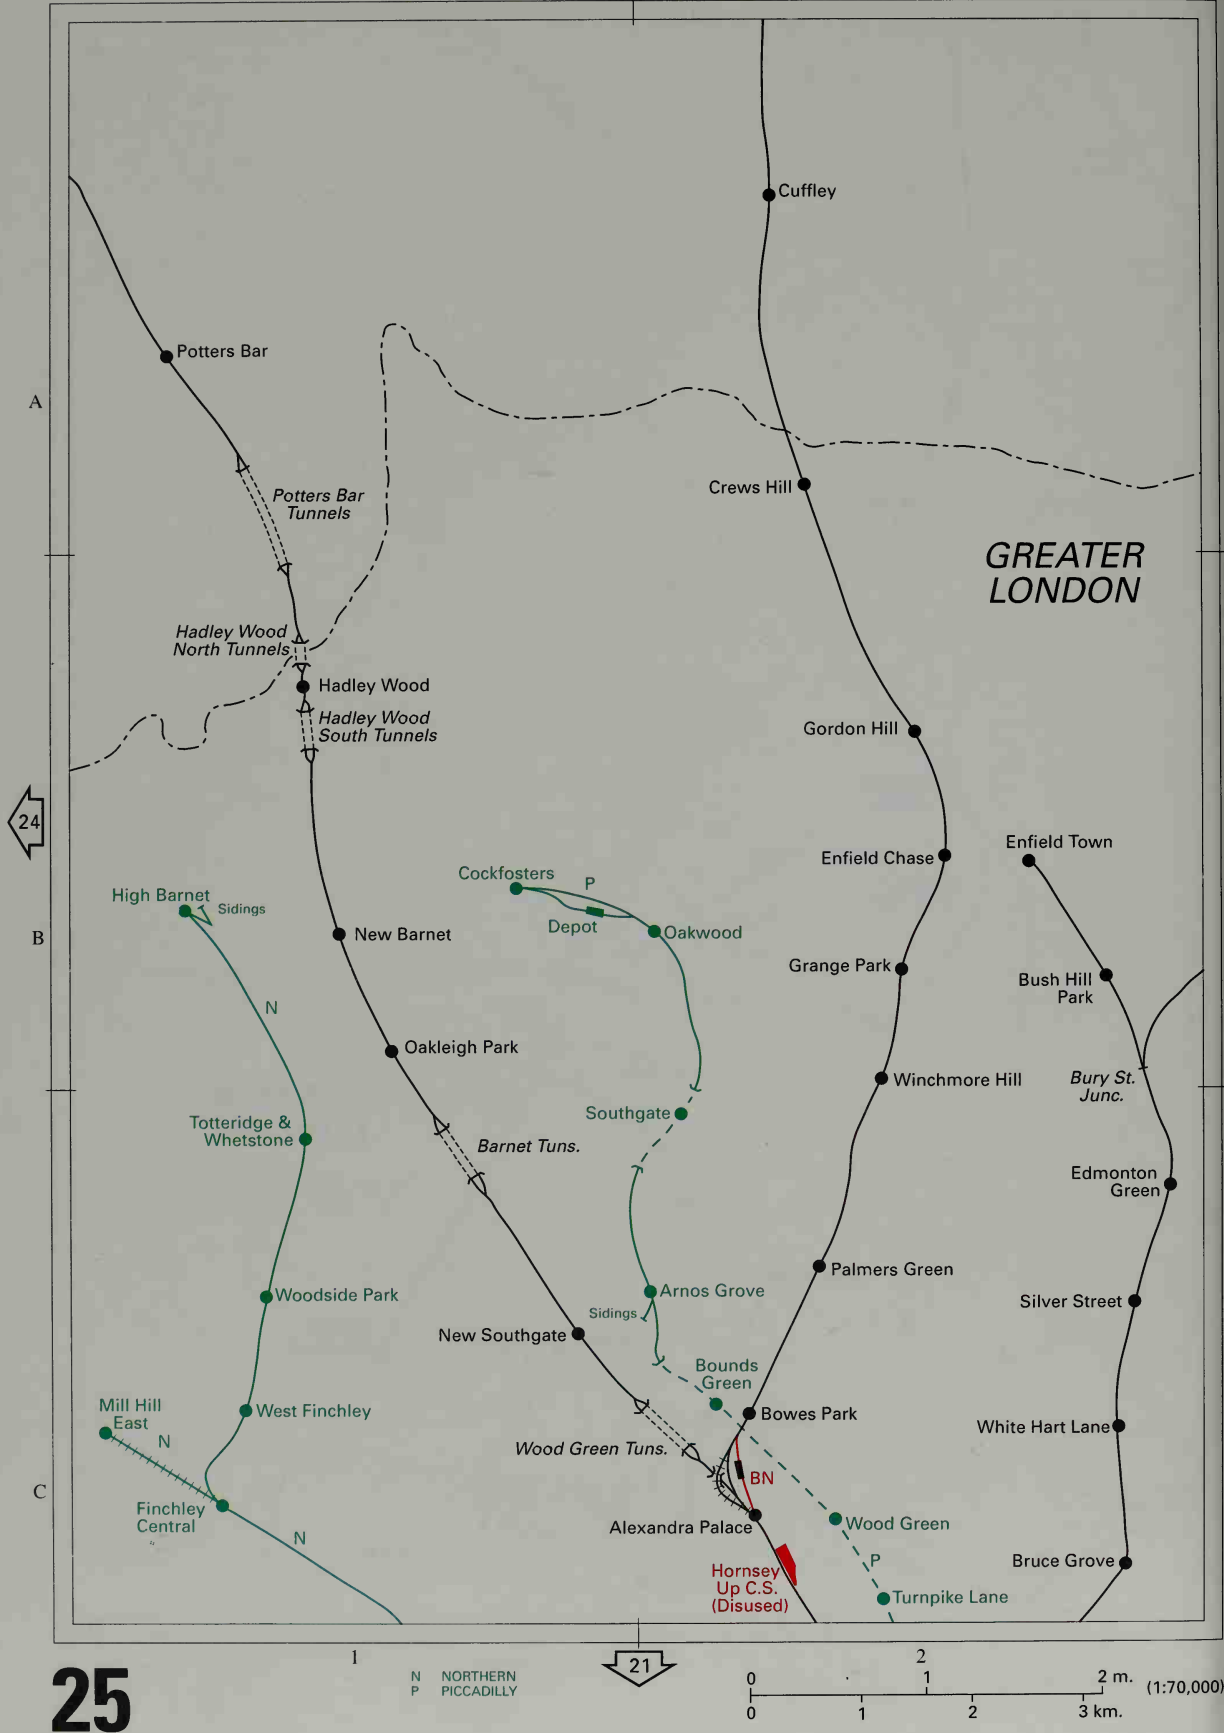 Cuffley
Potters Bar
A
Potters Bar
Tunnels
Crews Hill
GREATER
LONDON
Hadley Wood
North Tunnels
Hadley Wood
Hadley Wood
South Tunnels
Gordon Hill
24
Enfield Town
Enfield Chase
Cockfosters
P
High Barnet
Sidings
Depot
Oakwood
B
New Barnet
Grange Park
Bush Hill
Park
N
Oakleigh Park
Winchmore Hill
Bury St.
Junc.
Southgate
Totteridge &
Whetstone
Barnet Tuns.
Edmonton
Green
Palmers Green
Woodside Park
Arnos Grove
Silver Street
Sidings
New Southgate
Bounds
Green
Mill Hill
East
West Finchley
Bowes Park
White Hart Lane
N
Wood Green Tuns.
BN
C
Finchley
Central
N
Alexandra Palace
Wood Green
P
Bruce Grove
Hornsey
Up C.S.
(Disused)
Turnpike Lane
1
2
25
N NORTHERN
P PICCADILLY
21
0 1 2 m.
(1:70,000)
0 1 2 3 km.